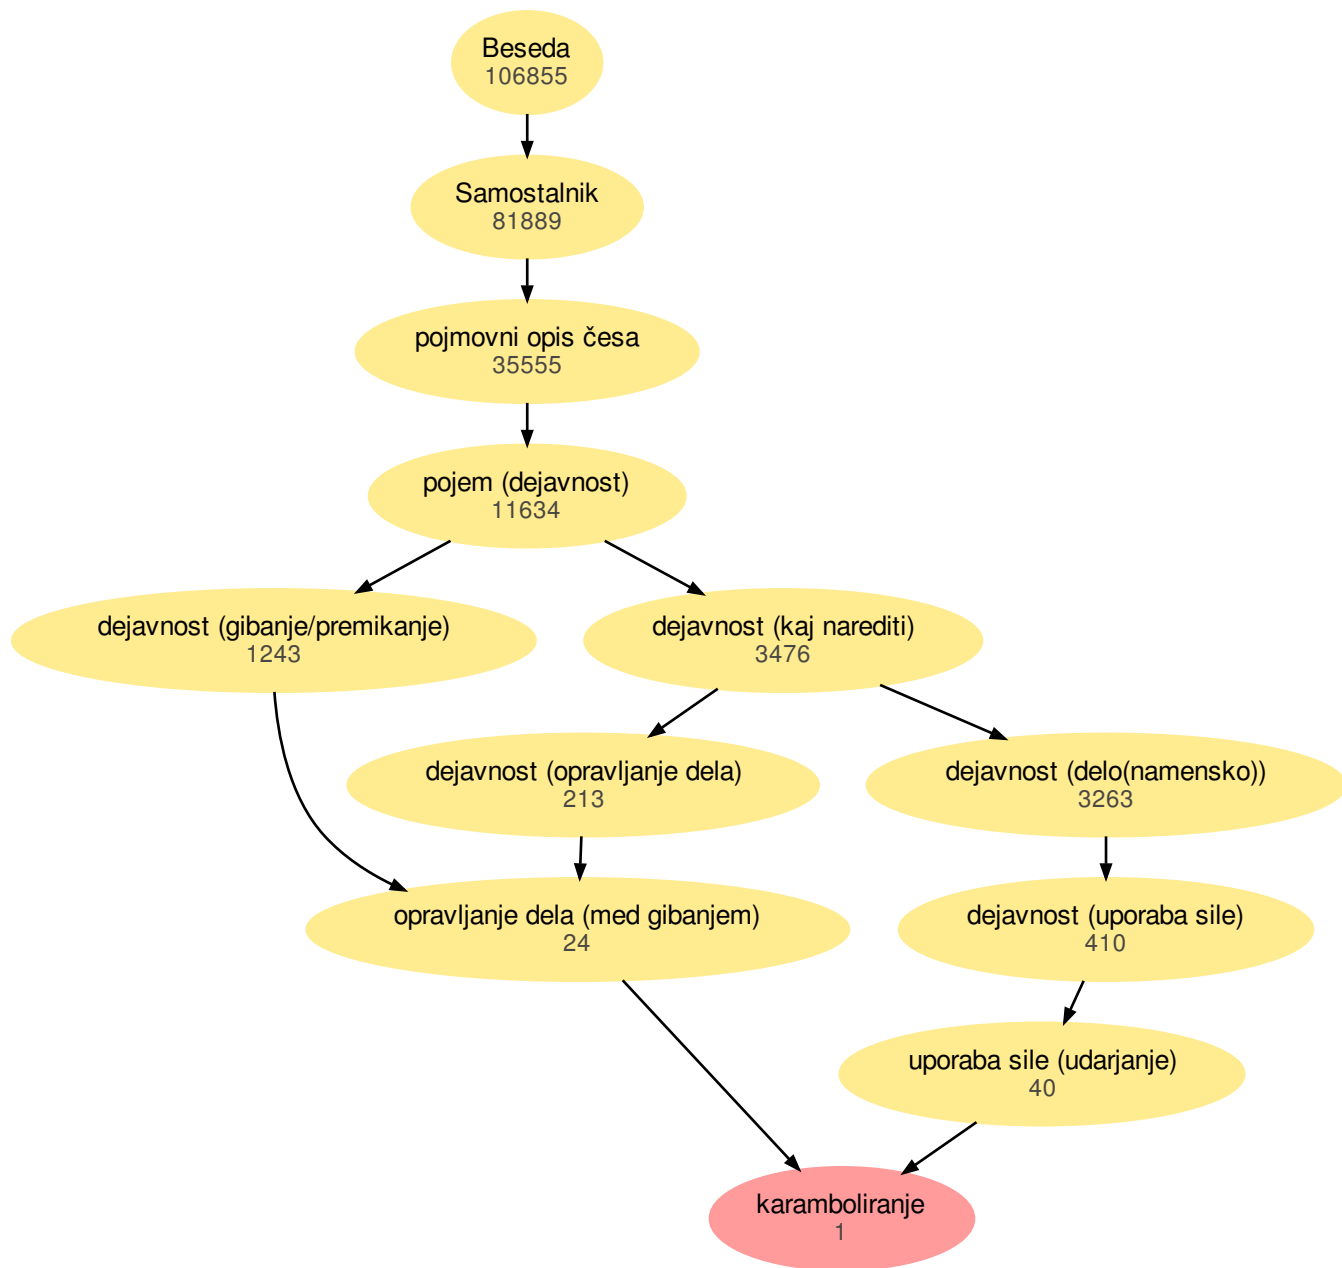 Beseda
106855
Samostalnik
81889
pojmovni opis česa
35555
pojem (dejavnost)
11634
dejavnost (gibanje/premikanje)
1243
dejavnost (kaj narediti)
3476
dejavnost (opravljanje dela)
213
dejavnost (delo(namensko))
3263
opravljanje dela (med gibanjem)
24
dejavnost (uporaba sile)
410
uporaba sile (udarjanje)
40
karamboliranje
1